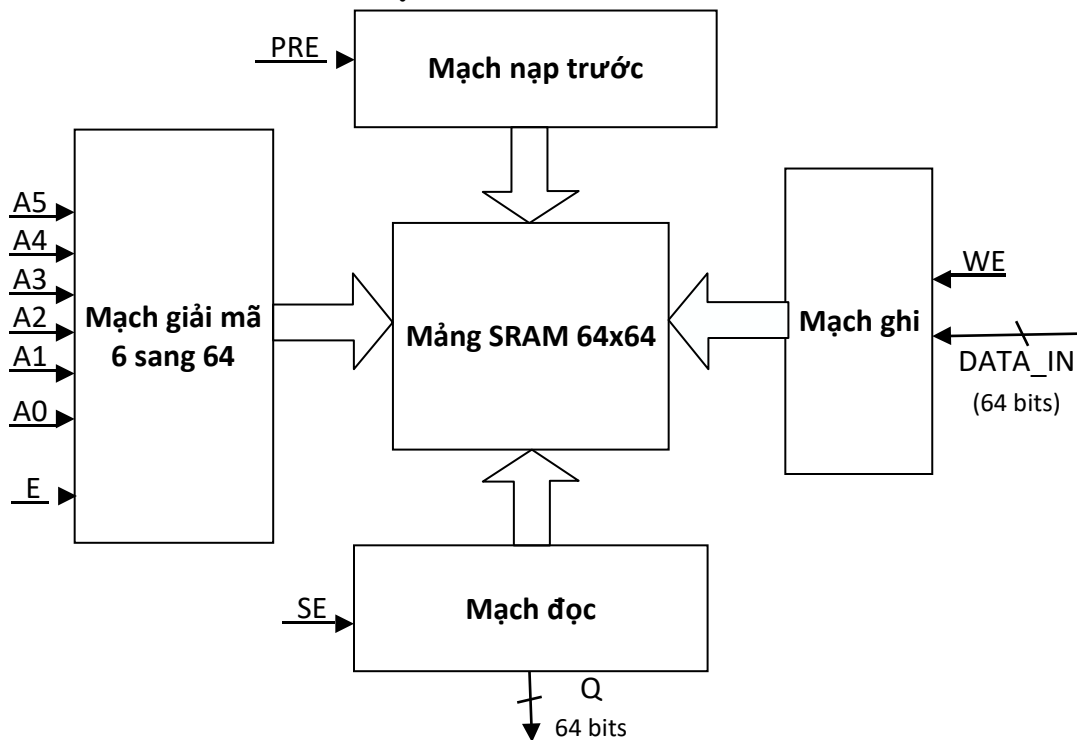 PRE
Mạch nạp trước
A5
A4
A3
A2
A1
A0
E
Mạch giải mã
6 sang 64
Mảng SRAM 64x64
Mạch ghi
WE
DATA_IN
(64 bits)
SE
Mạch đọc
Q
64 bits